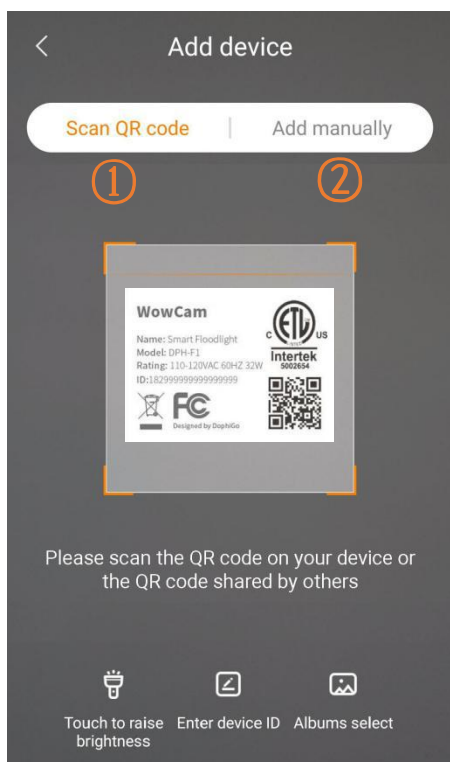 Add device
Scan QR code
Add manually
①
②
WowCam
Name: Smart Floodlight
Model: DPH-F1
Rating: 110-120VAC 60HZ 32W
ID:182999999999999999
FC
Designed by DophiGo
C ETL US
Intertek
5002654
Please scan the QR code on your device or
the QR code shared by others
Touch to raise
brightness
Enter device ID
Albums select